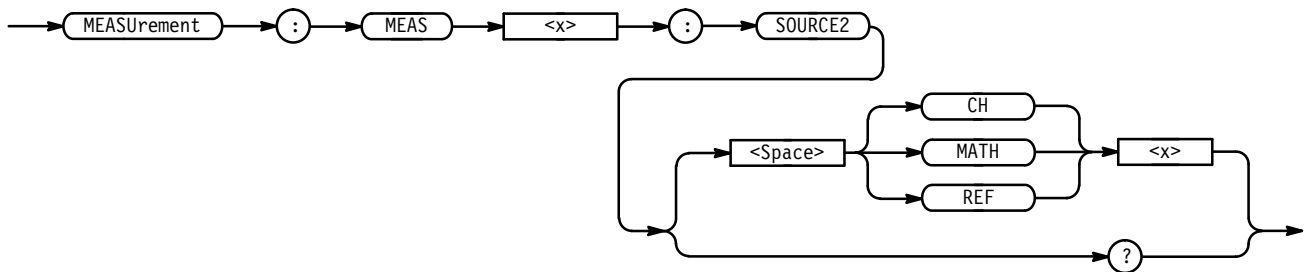 MEASUrement : MEAS <x> : SOURCE2
CH
<Space> MATH <x>
REF
?